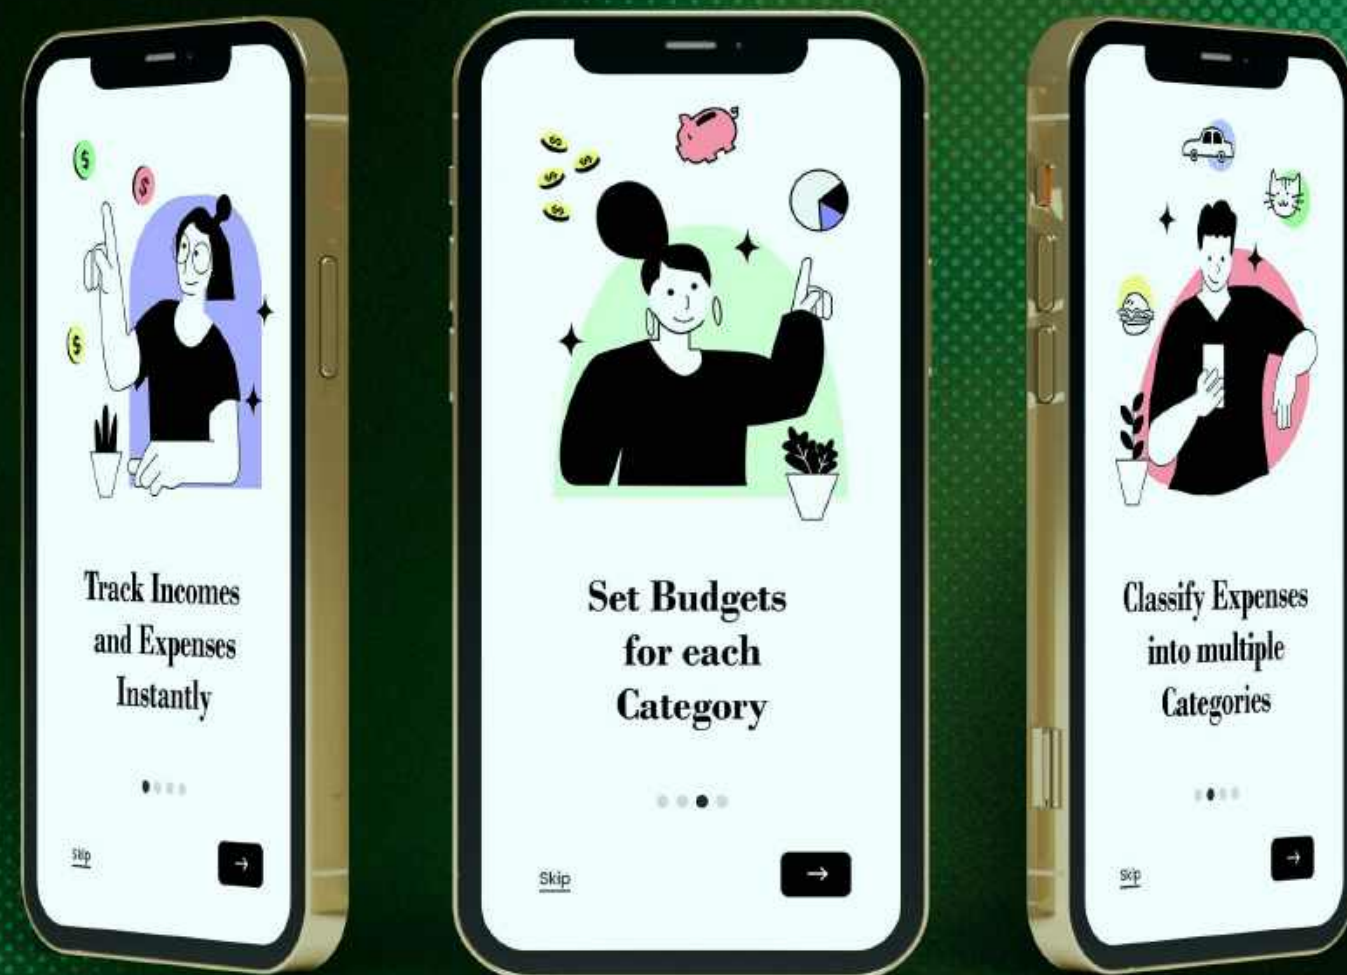 Track Incomes
and Expenses
Instantly
Skip
Set Budgets
for each
Category
Skip
Classify Expenses
into multiple
Categories
Skip